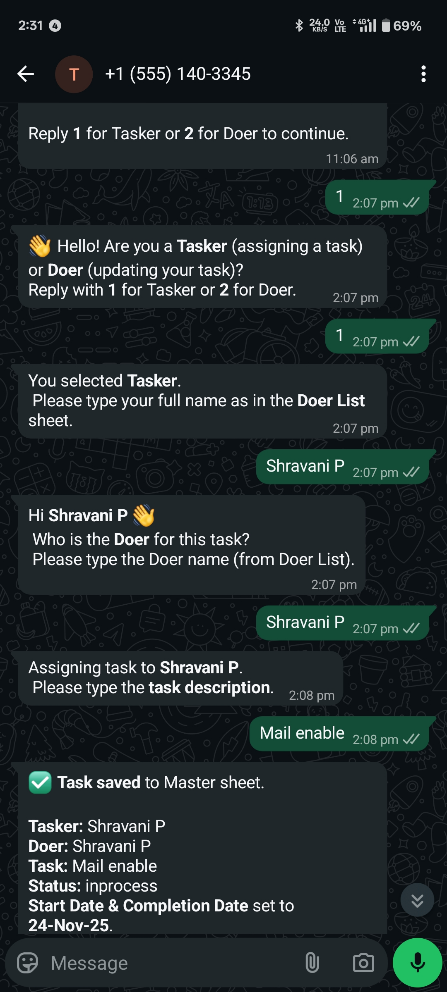 2:31 4 24.0 KB/S Vo LTE 4G+ 69%
T +1 (555) 140-3345
Reply 1 for Tasker or 2 for Doer to continue.
11:06 am
1 2:07 pm
👋 Hello! Are you a Tasker (assigning a task)
or Doer (updating your task)?
Reply with 1 for Tasker or 2 for Doer.
2:07 pm
1 2:07 pm
You selected Tasker.
Please type your full name as in the Doer List
sheet.
2:07 pm
Shravani P 2:07 pm
Hi Shravani P 👋
Who is the Doer for this task?
Please type the Doer name (from Doer List).
2:07 pm
Shravani P 2:07 pm
Assigning task to Shravani P.
Please type the task description. 2:08 pm
Mail enable 2:08 pm
✅ Task saved to Master sheet.
Tasker: Shravani P
Doer: Shravani P
Task: Mail enable
Status: inprocess
Start Date & Completion Date set to
24-Nov-25.
Message